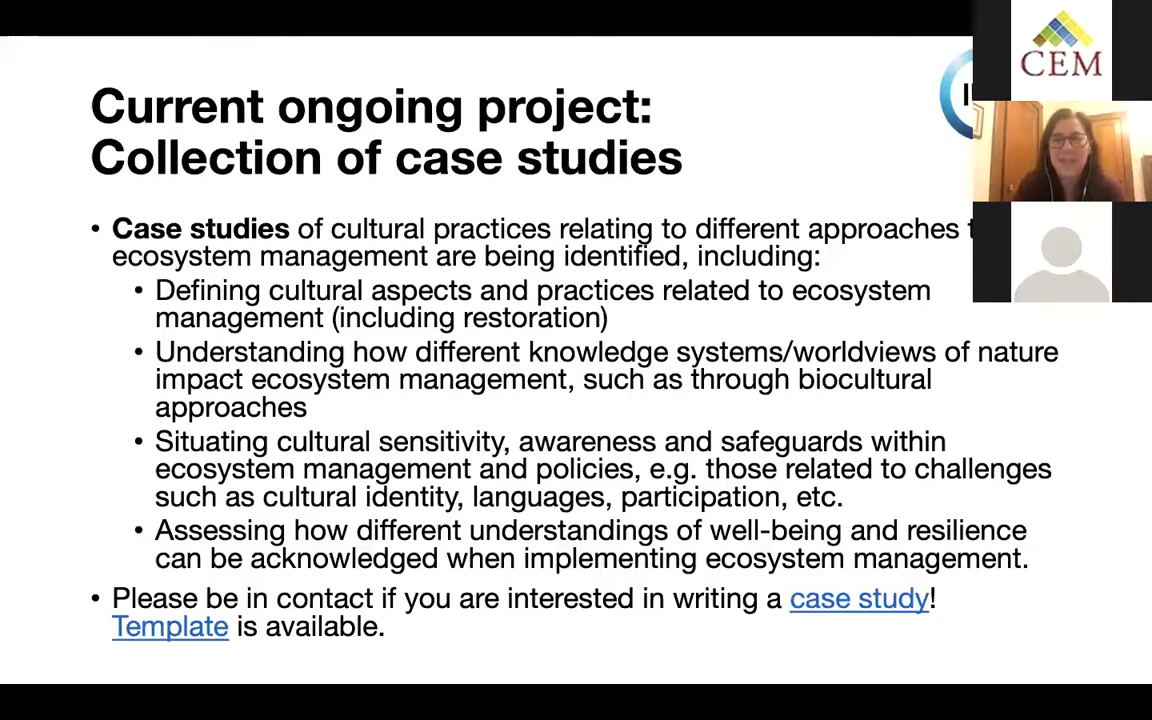 Current ongoing project:
Collection of case studies
CEM
• Case studies of cultural practices relating to different approaches
ecosystem management are being identified, including:
• Defining cultural aspects and practices related to ecosystem
management (including restoration)
• Understanding how different knowledge systems/worldviews of nature
impact ecosystem management, such as through biocultural
approaches
• Situating cultural sensitivity, awareness and safeguards within
ecosystem management and policies, e.g. those related to challenges
such as cultural identity, languages, participation, etc.
• Assessing how different understandings of well-being and resilience
can be acknowledged when implementing ecosystem management.
• Please be in contact if you are interested in writing a case study!
Template is available.